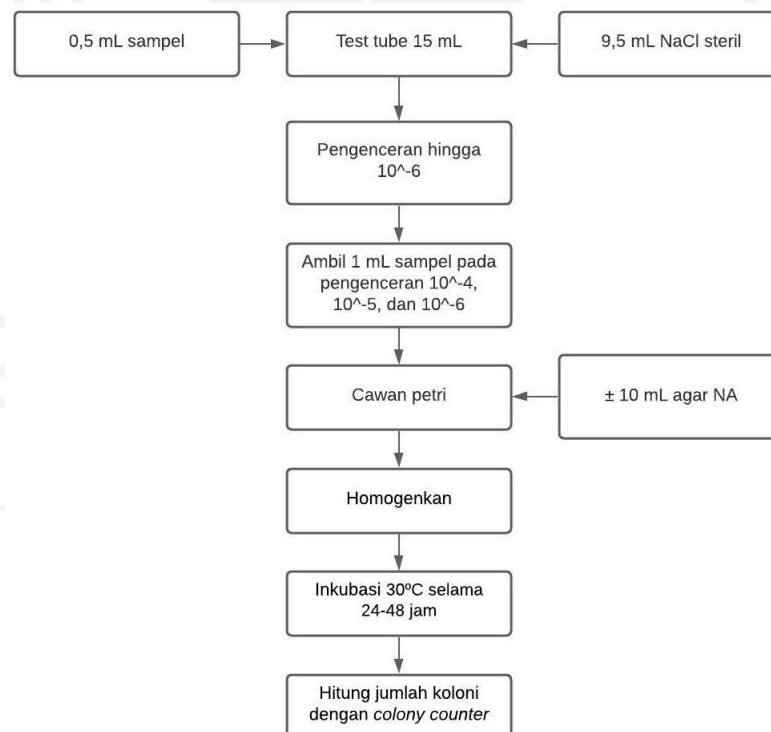 0,5 mL sampel
Test tube 15 mL
9,5 mL NaCl steril
Pengenceran hingga
10^-6
Ambil 1 mL sampel pada
pengenceran 10^-4,
10^-5, dan 10^-6
Cawan petri
± 10 mL agar NA
Homogenkan
Inkubasi 30ºC selama
24-48 jam
Hitung jumlah koloni
dengan colony counter